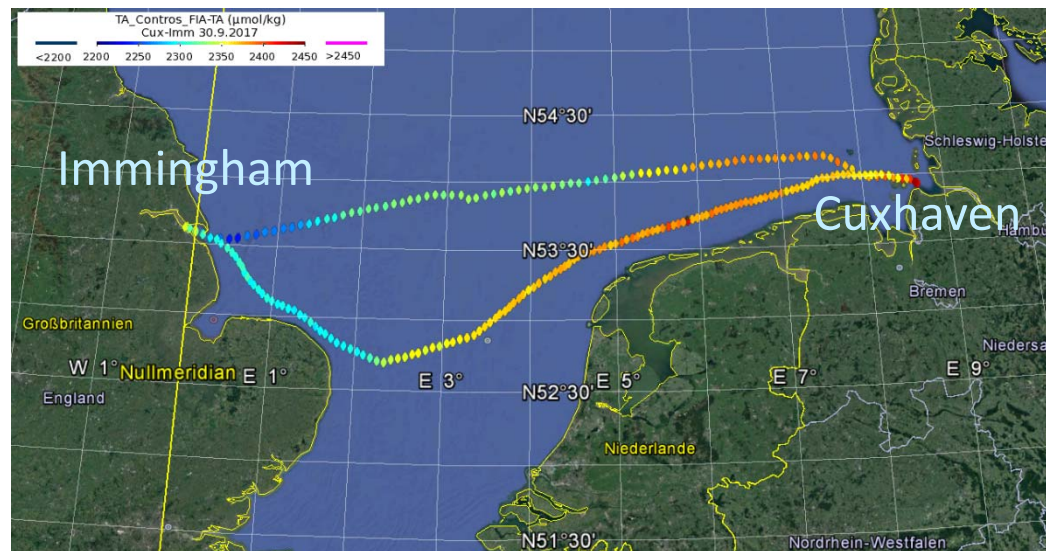 TA_Contros_FIA-TA (µmol/kg)
Cux-Imm 30.9.2017
<2200 2200 2250 2300 2350 2400 2450 >2450
N54°30'
Schleswig-Holste
Immingham
Cuxhaven
Hambu
N53°30'
Bremen
Großbritannien
Niedersa
W 1° Nullmeridian E 1° E 3° E 5° E 7° E 9°
N52°30'
England
Niederlande
N51°30'
Nordrhein-Westfalen